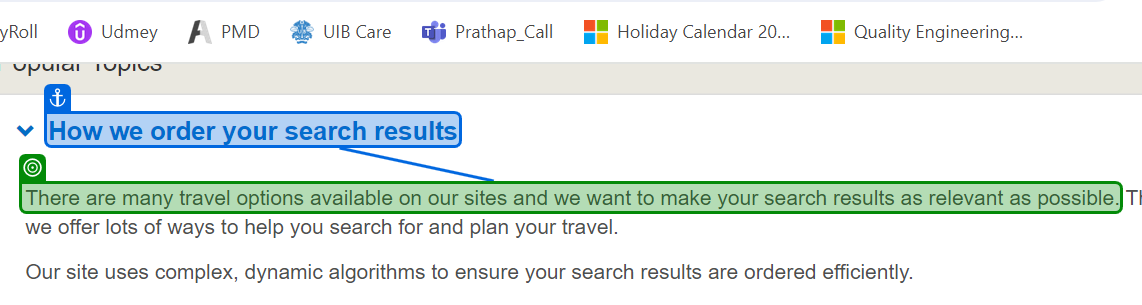 yRoll Udmey PMD UIB Care Prathap_Call Holiday Calendar 20... Quality Engineering...
opular Topics
How we order your search results
There are many travel options available on our sites and we want to make your search results as relevant as possible. Th
we offer lots of ways to help you search for and plan your travel.
Our site uses complex, dynamic algorithms to ensure your search results are ordered efficiently.